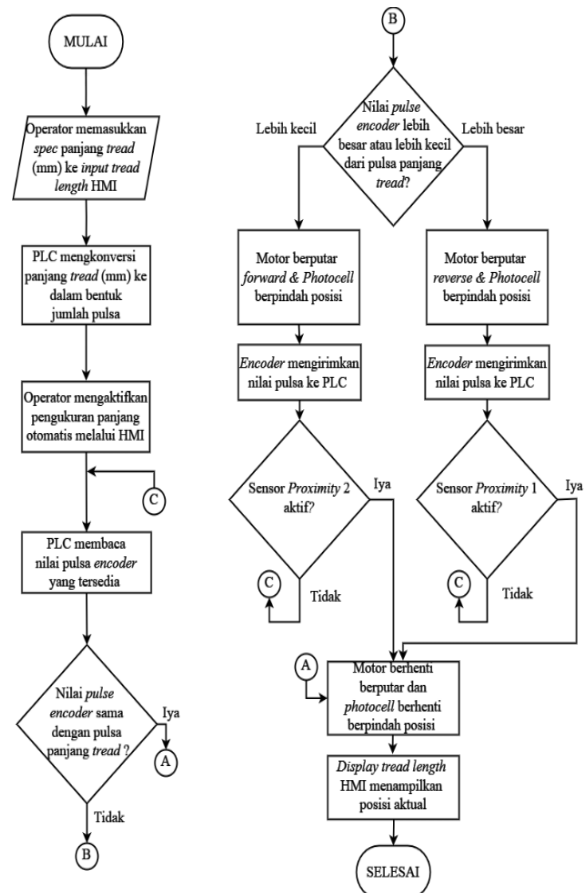 MULAI
Operator memasukkan
spec panjang tread
(mm) ke input tread
length HMI
PLC mengkonversi
panjang tread (mm) ke
dalam bentuk
jumlah pulsa
Operator mengaktifkan
pengukuran panjang
otomatis melalui HMI
C
PLC membaca
nilai pulsa encoder
yang tersedia
Nilai pulse
encoder sama
dengan pulsa
panjang tread ?
Iya
A
Tidak
B
B
Nilai pulse
encoder lebih
besar atau lebih kecil
dari pulsa panjang
tread?
Lebih kecil
Lebih besar
Motor berputar
forward & Photocell
berpindah posisi
Motor berputar
reverse & Photocell
berpindah posisi
Encoder mengirimkan
nilai pulsa ke PLC
Encoder mengirimkan
nilai pulsa ke PLC
Sensor Proximity 2
aktif?
Iya
Sensor Proximity 1
aktif?
Iya
C
Tidak
C
Tidak
A
Motor berhenti
berputar dan
photocell berhenti
berpindah posisi
Display tread length
HMI menampilkan
posisi aktual
SELESAI